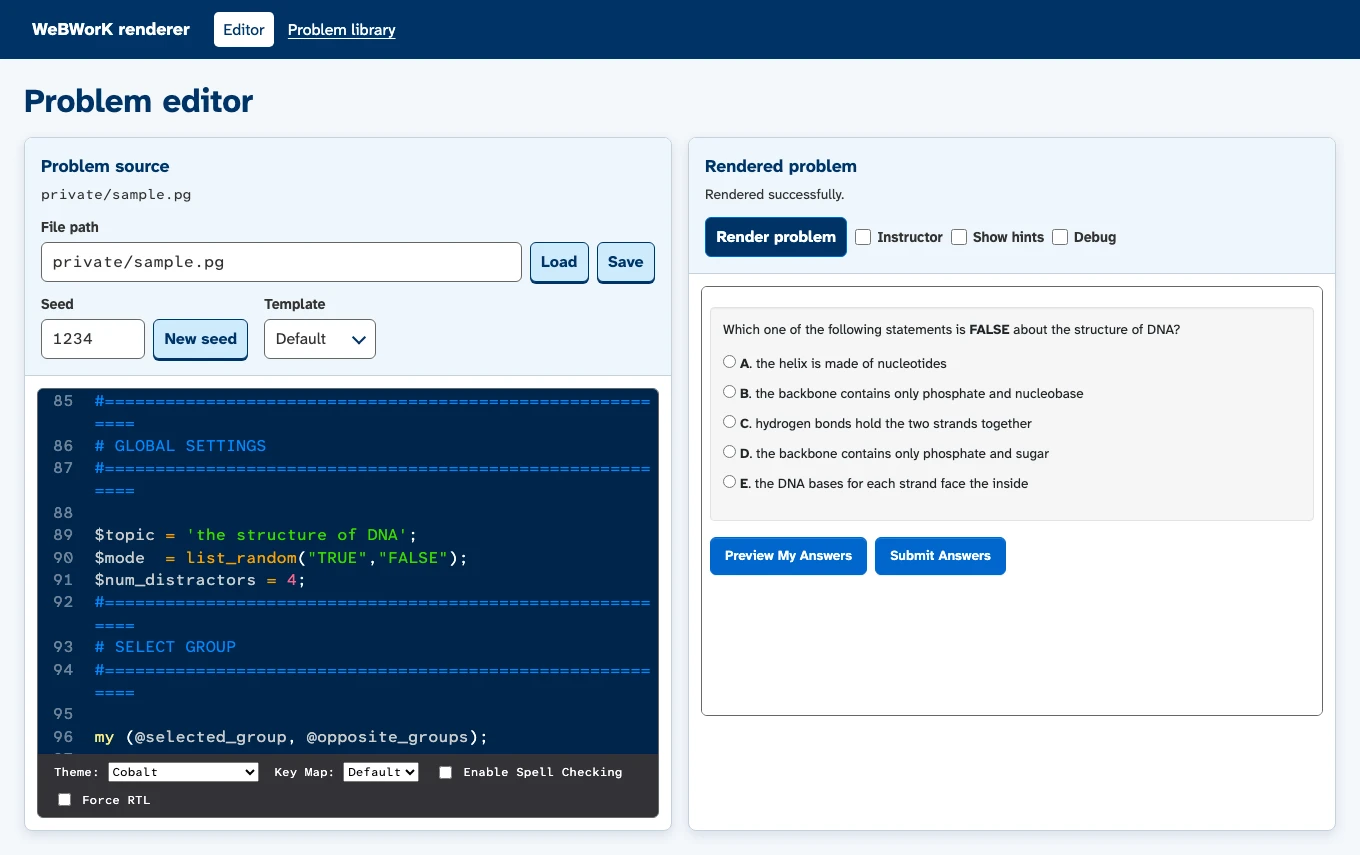 WeBWorK renderer Editor Problem library
Problem editor
Problem source
private/sample.pg
File path
private/sample.pg Load Save
Seed Template
1234 New seed Default
85 #======================================================
====
86 # GLOBAL SETTINGS
87 #======================================================
====
88
89 $topic = 'the structure of DNA';
90 $mode  = list_random("TRUE","FALSE");
91 $num_distractors = 4;
92 #======================================================
====
93 # SELECT GROUP
94 #======================================================
====
95
96 my (@selected_group, @opposite_groups);
Theme: Cobalt Key Map: Default Enable Spell Checking
Force RTL
Rendered problem
Rendered successfully.
Render problem Instructor Show hints Debug
Which one of the following statements is FALSE about the structure of DNA?
A. the helix is made of nucleotides
B. the backbone contains only phosphate and nucleobase
C. hydrogen bonds hold the two strands together
D. the backbone contains only phosphate and sugar
E. the DNA bases for each strand face the inside
Preview My Answers Submit Answers